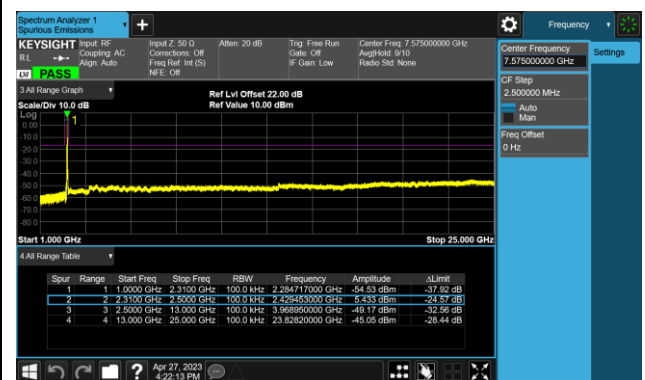 Spectrum Analyzer 1
Spurious Emissions
+
Frequency
KEYSIGHT
Input: RF
Coupling: AC
Align: Auto
Input Z: 50 Ω
Corrections: Off
Freq Ref: Int (S)
NFE: Off
Atten: 20 dB
Trig: Free Run
Gate: Off
IF Gain: Low
Center Freq: 7.575000000 GHz
Avg|Hold: 9/10
Radio Std: None
RL
LXI
PASS
Center Frequency
7.575000000 GHz
Settings
CF Step
2.500000 MHz
Auto
Man
Freq Offset
0 Hz
3 All Range Graph
Scale/Div 10.0 dB
Ref Lvl Offset 22.00 dB
Ref Value 10.00 dBm
Log
1
0.00
-10.0
-20.0
-30.0
-40.0
-50.0
-60.0
-70.0
-80.0
Start 1.000 GHz
Stop 25.000 GHz
4 All Range Table
Spur Range Start Freq Stop Freq RBW Frequency Amplitude ΔLimit
1 1 1.0000 GHz 2.3100 GHz 100.0 kHz 2.284717000 GHz -54.53 dBm -37.92 dB
2 2 2.3100 GHz 2.5000 GHz 100.0 kHz 2.429453000 GHz 5.433 dBm -24.57 dB
3 3 2.5000 GHz 13.000 GHz 100.0 kHz 3.968950000 GHz -49.17 dBm -32.56 dB
4 4 13.000 GHz 25.000 GHz 100.0 kHz 23.82820000 GHz -45.05 dBm -28.44 dB
?
Apr 27, 2023
4:22:13 PM